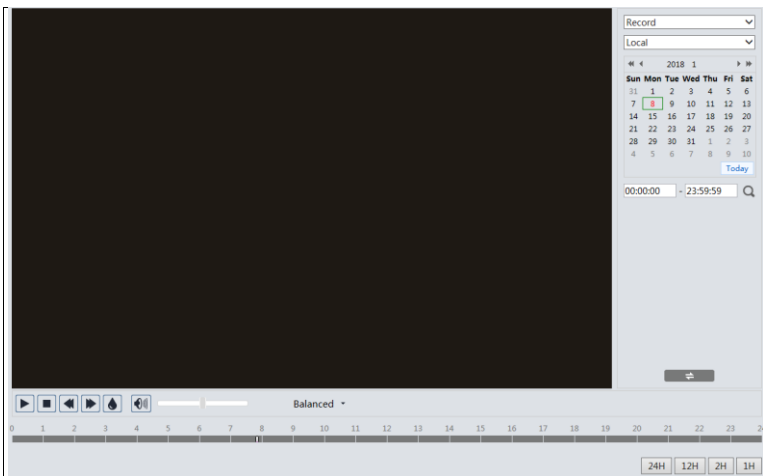 Record
Local
2018 1
Sun Mon Tue Wed Thu Fri Sat
31 1 2 3 4 5 6
7 8 9 10 11 12 13
14 15 16 17 18 19 20
21 22 23 24 25 26 27
28 29 30 31 1 2 3
4 5 6 7 8 9 10
Today
00:00:00 - 23:59:59
Balanced
0 1 2 3 4 5 6 7 8 9 10 11 12 13 14 15 16 17 18 19 20 21 22 23
24H 12H 2H 1H